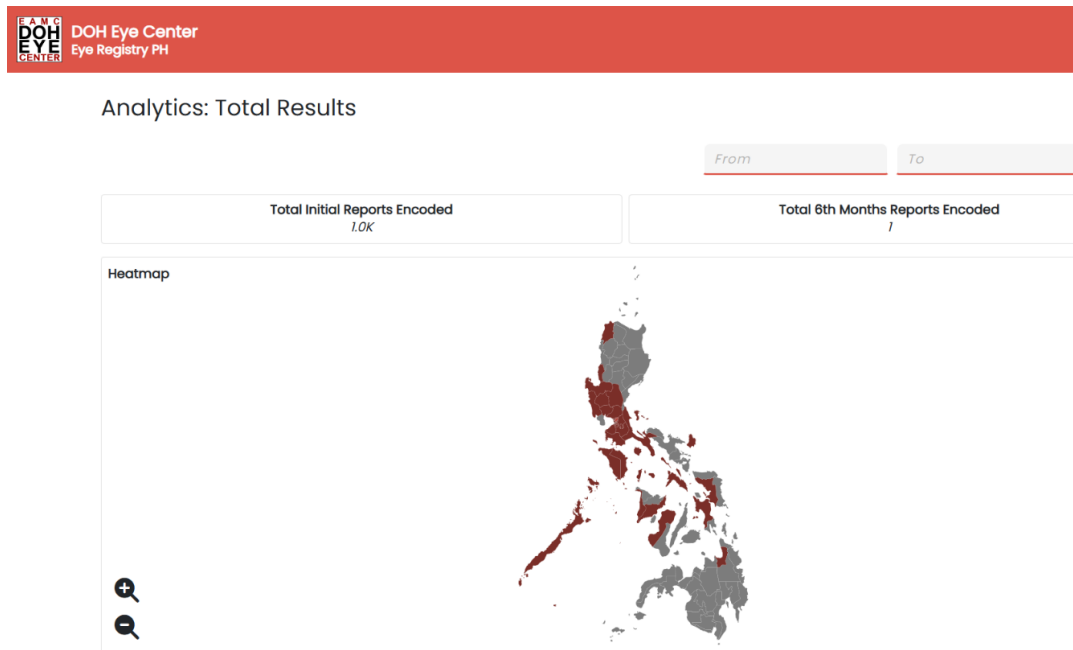 EAMC
DOH
EYE
CENTER
DOH Eye Center
Eye Registry PH
Analytics: Total Results
From
To
Total Initial Reports Encoded
1.0K
Total 6th Months Reports Encoded
1
Heatmap